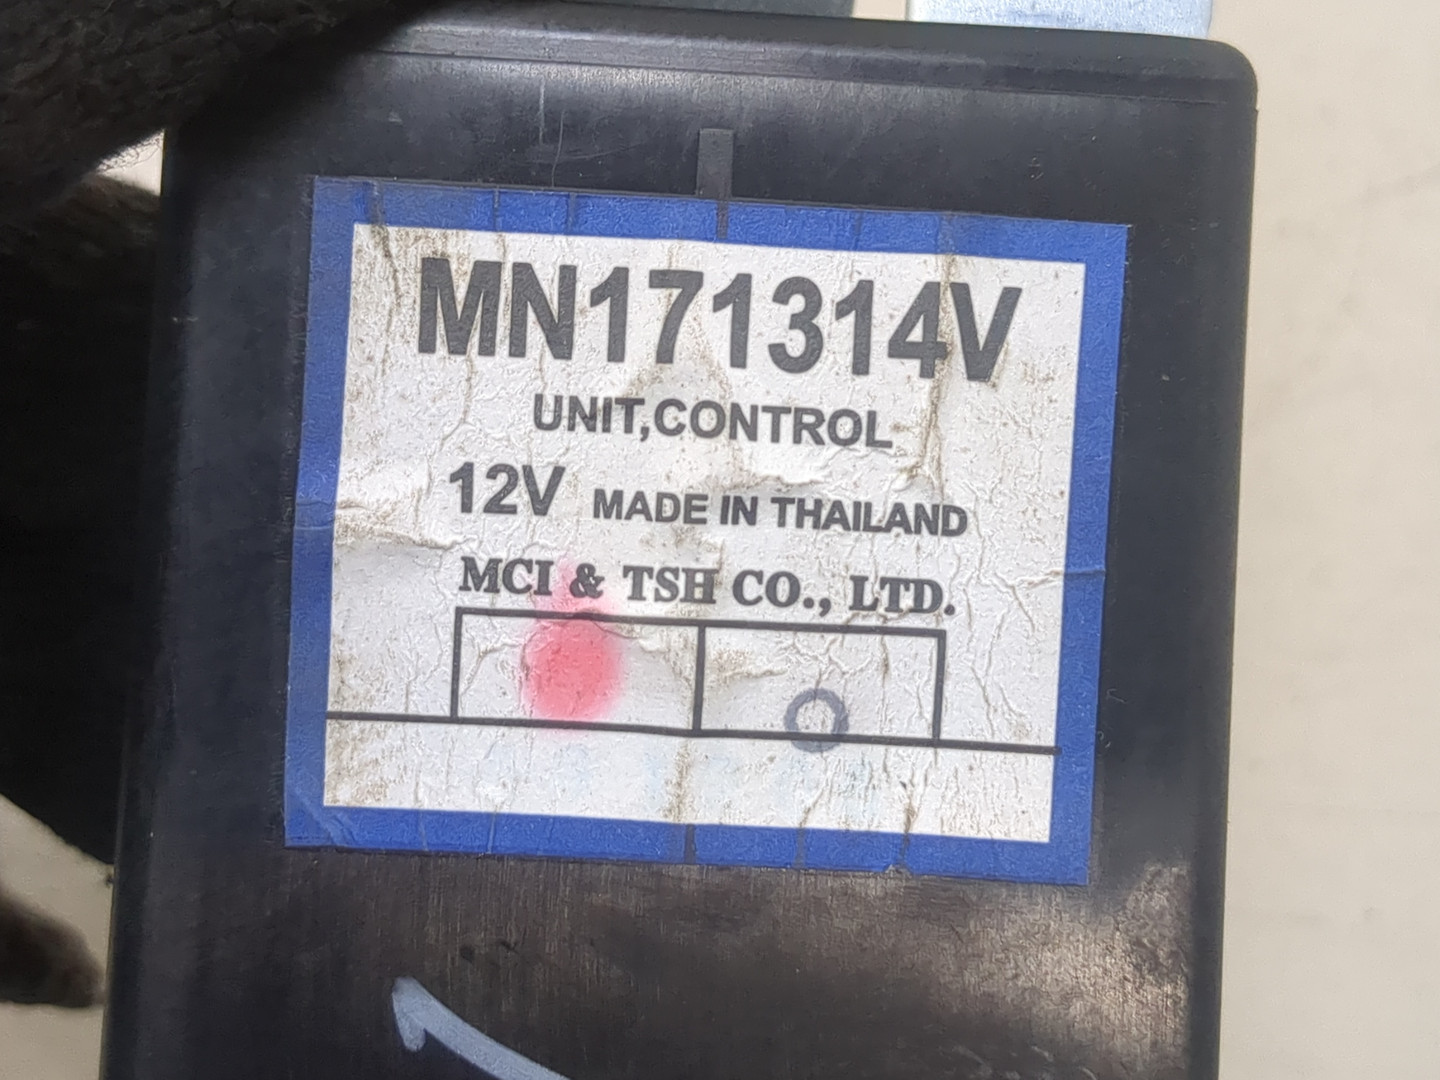 MN171314V
UNIT,CONTROL
12V MADE IN THAILAND
MCI & TSH CO., LTD.